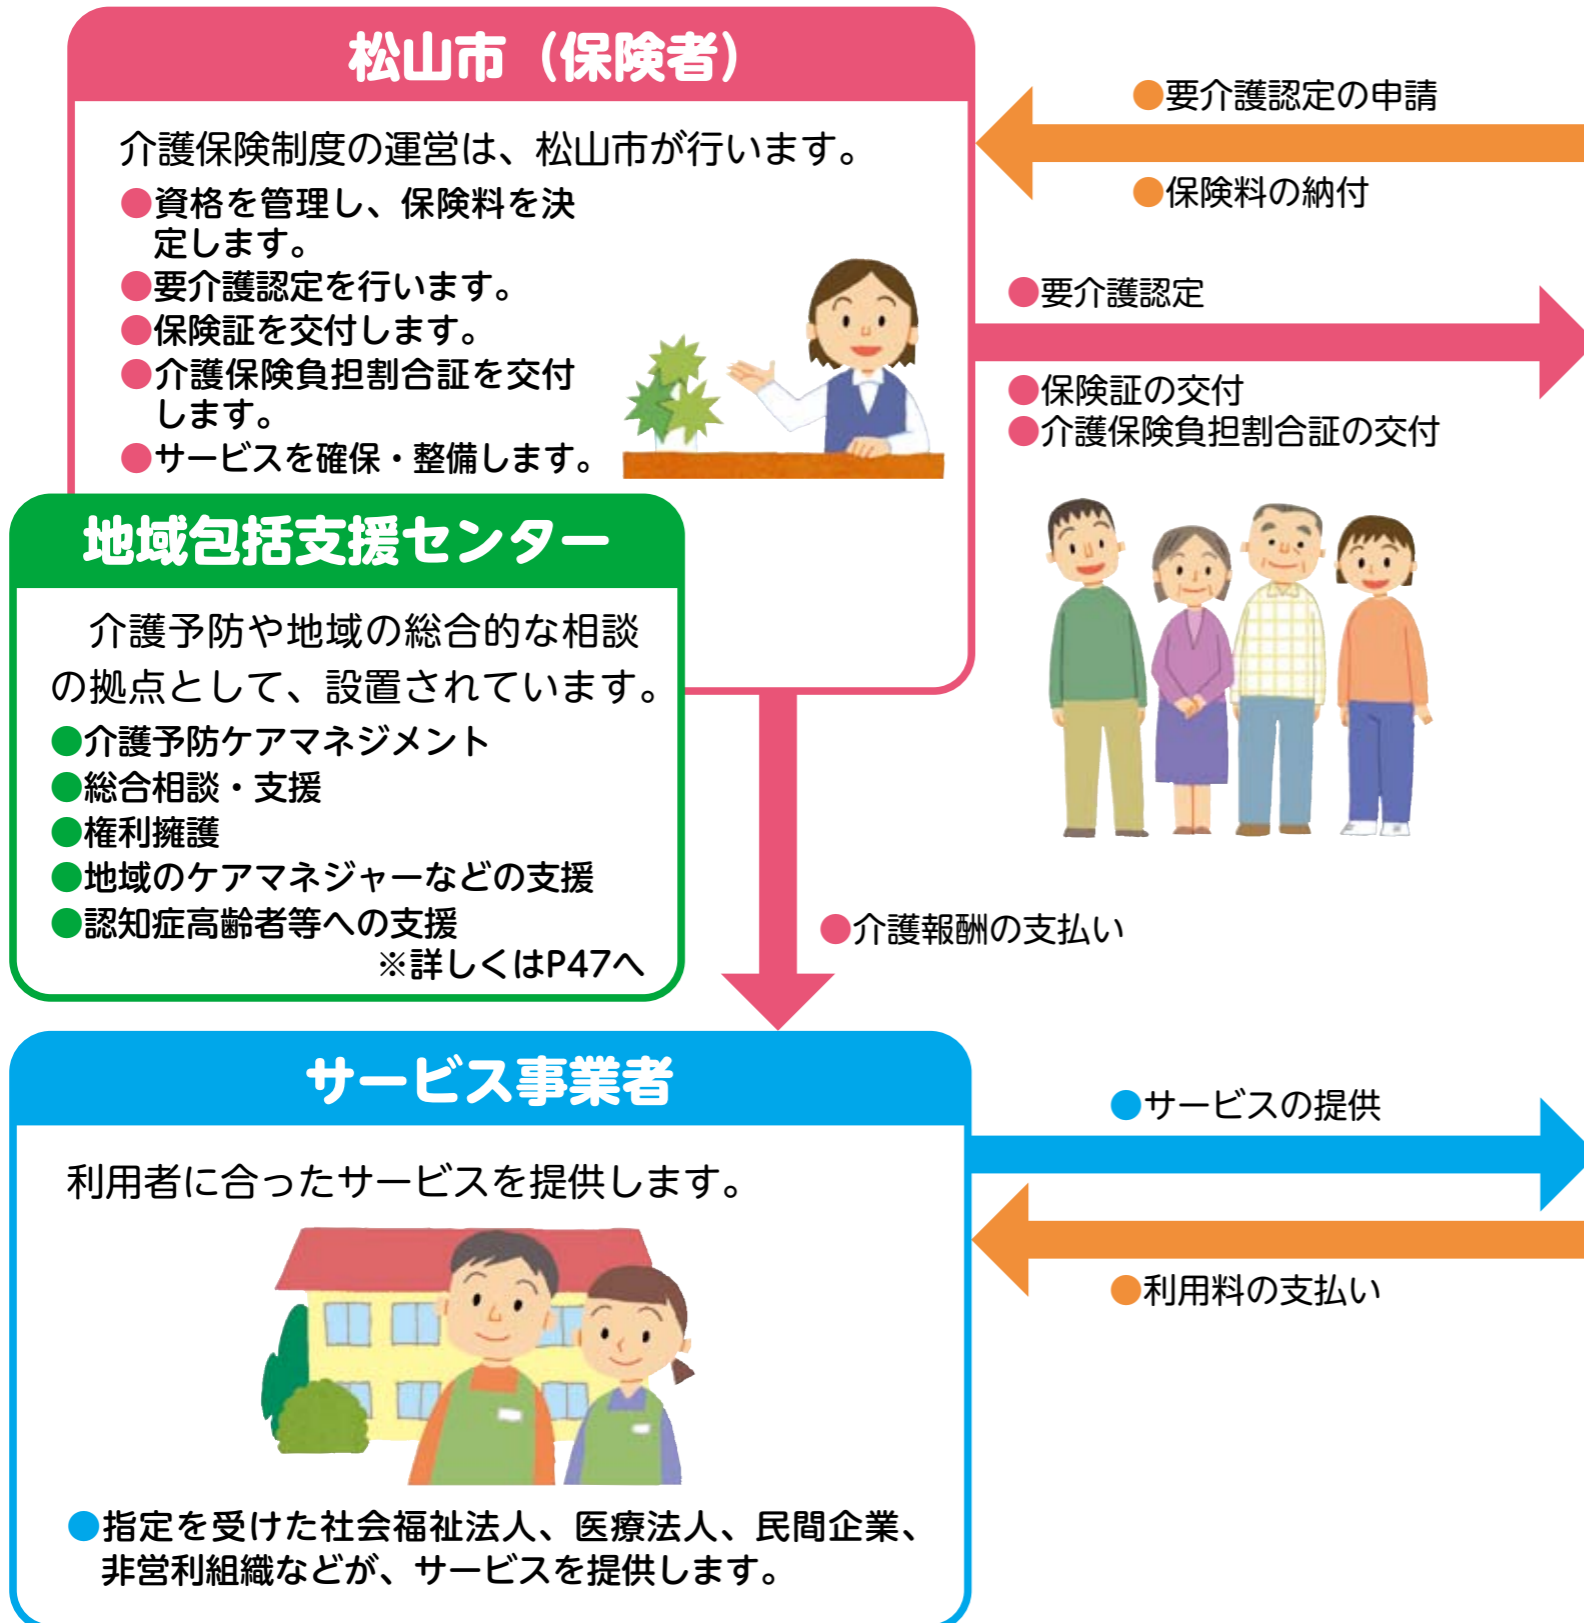 松山市（保険者）
介護保険制度の運営は、松山市が行います。
●資格を管理し、保険料を決
定します。
●要介護認定を行います。
●保険証を交付します。
●介護保険負担割合証を交付
します。
●サービスを確保・整備します。
地域包括支援センター
介護予防や地域の総合的な相談
の拠点として、設置されています。
●介護予防ケアマネジメント
●総合相談・支援
●権利擁護
●地域のケアマネジャーなどの支援
●認知症高齢者等への支援
※詳しくはP47へ
●要介護認定の申請
●保険料の納付
●要介護認定
●保険証の交付
●介護保険負担割合証の交付
●介護報酬の支払い
サービス事業者
利用者に合ったサービスを提供します。
●指定を受けた社会福祉法人、医療法人、民間企業、
非営利組織などが、サービスを提供します。
●サービスの提供
●利用料の支払い